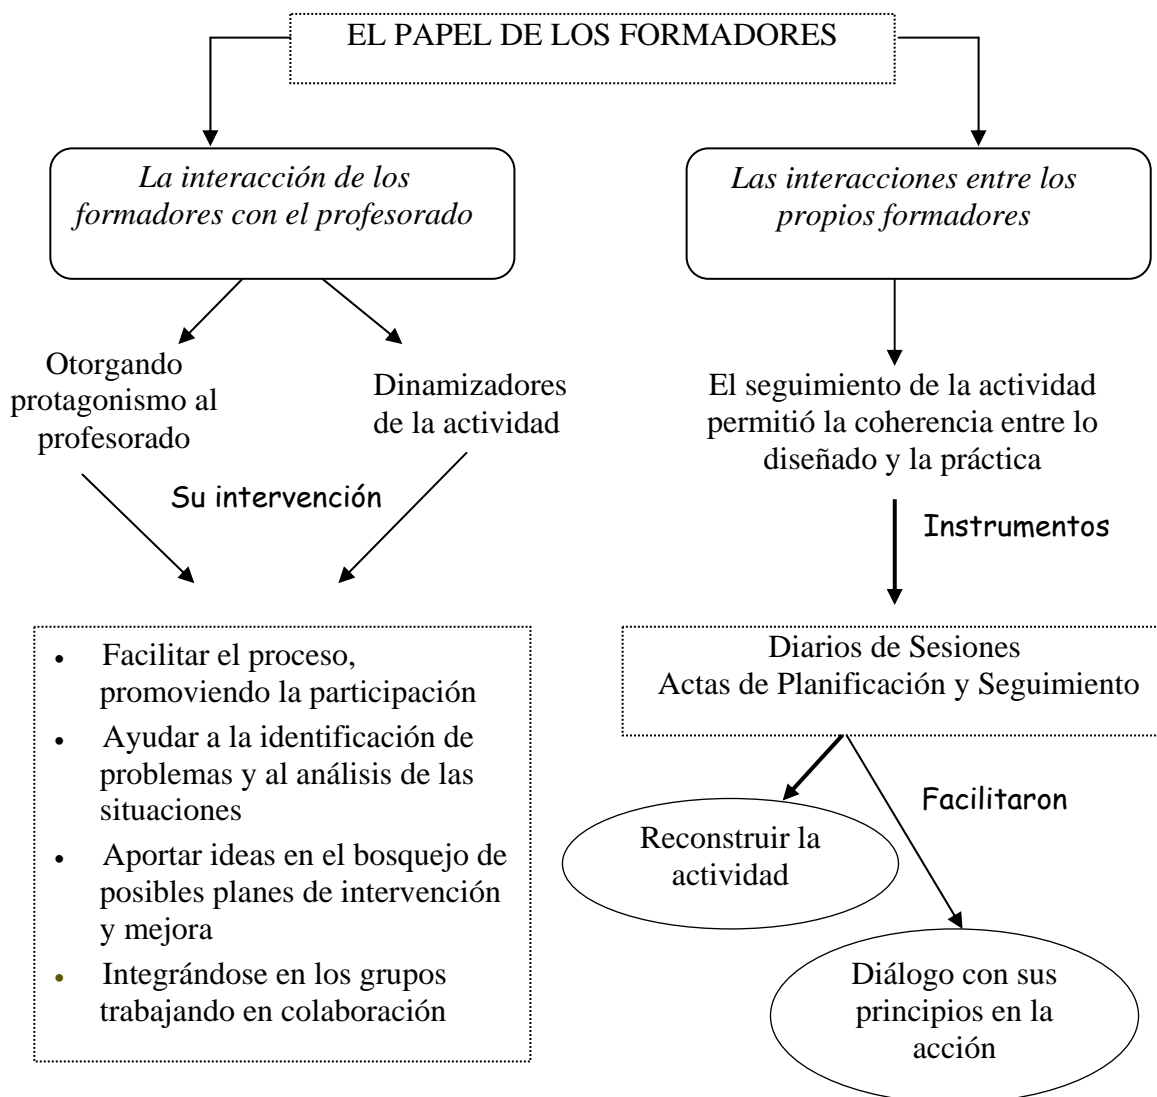 EL PAPEL DE LOS FORMADORES
La interacción de los
formadores con el profesorado
Otorgando
protagonismo al
profesorado
Dinamizadores
de la actividad
Su intervención
• Facilitar el proceso,
promoviendo la participación
• Ayudar a la identificación de
problemas y al análisis de las
situaciones
• Aportar ideas en el bosquejo de
posibles planes de intervención
y mejora
• Integrándose en los grupos
trabajando en colaboración
Las interacciones entre los
propios formadores
El seguimiento de la actividad
permitió la coherencia entre lo
diseñado y la práctica
Instrumentos
Diarios de Sesiones
Actas de Planificación y Seguimiento
Facilitaron
Reconstruir la
actividad
Diálogo con sus
principios en la
acción